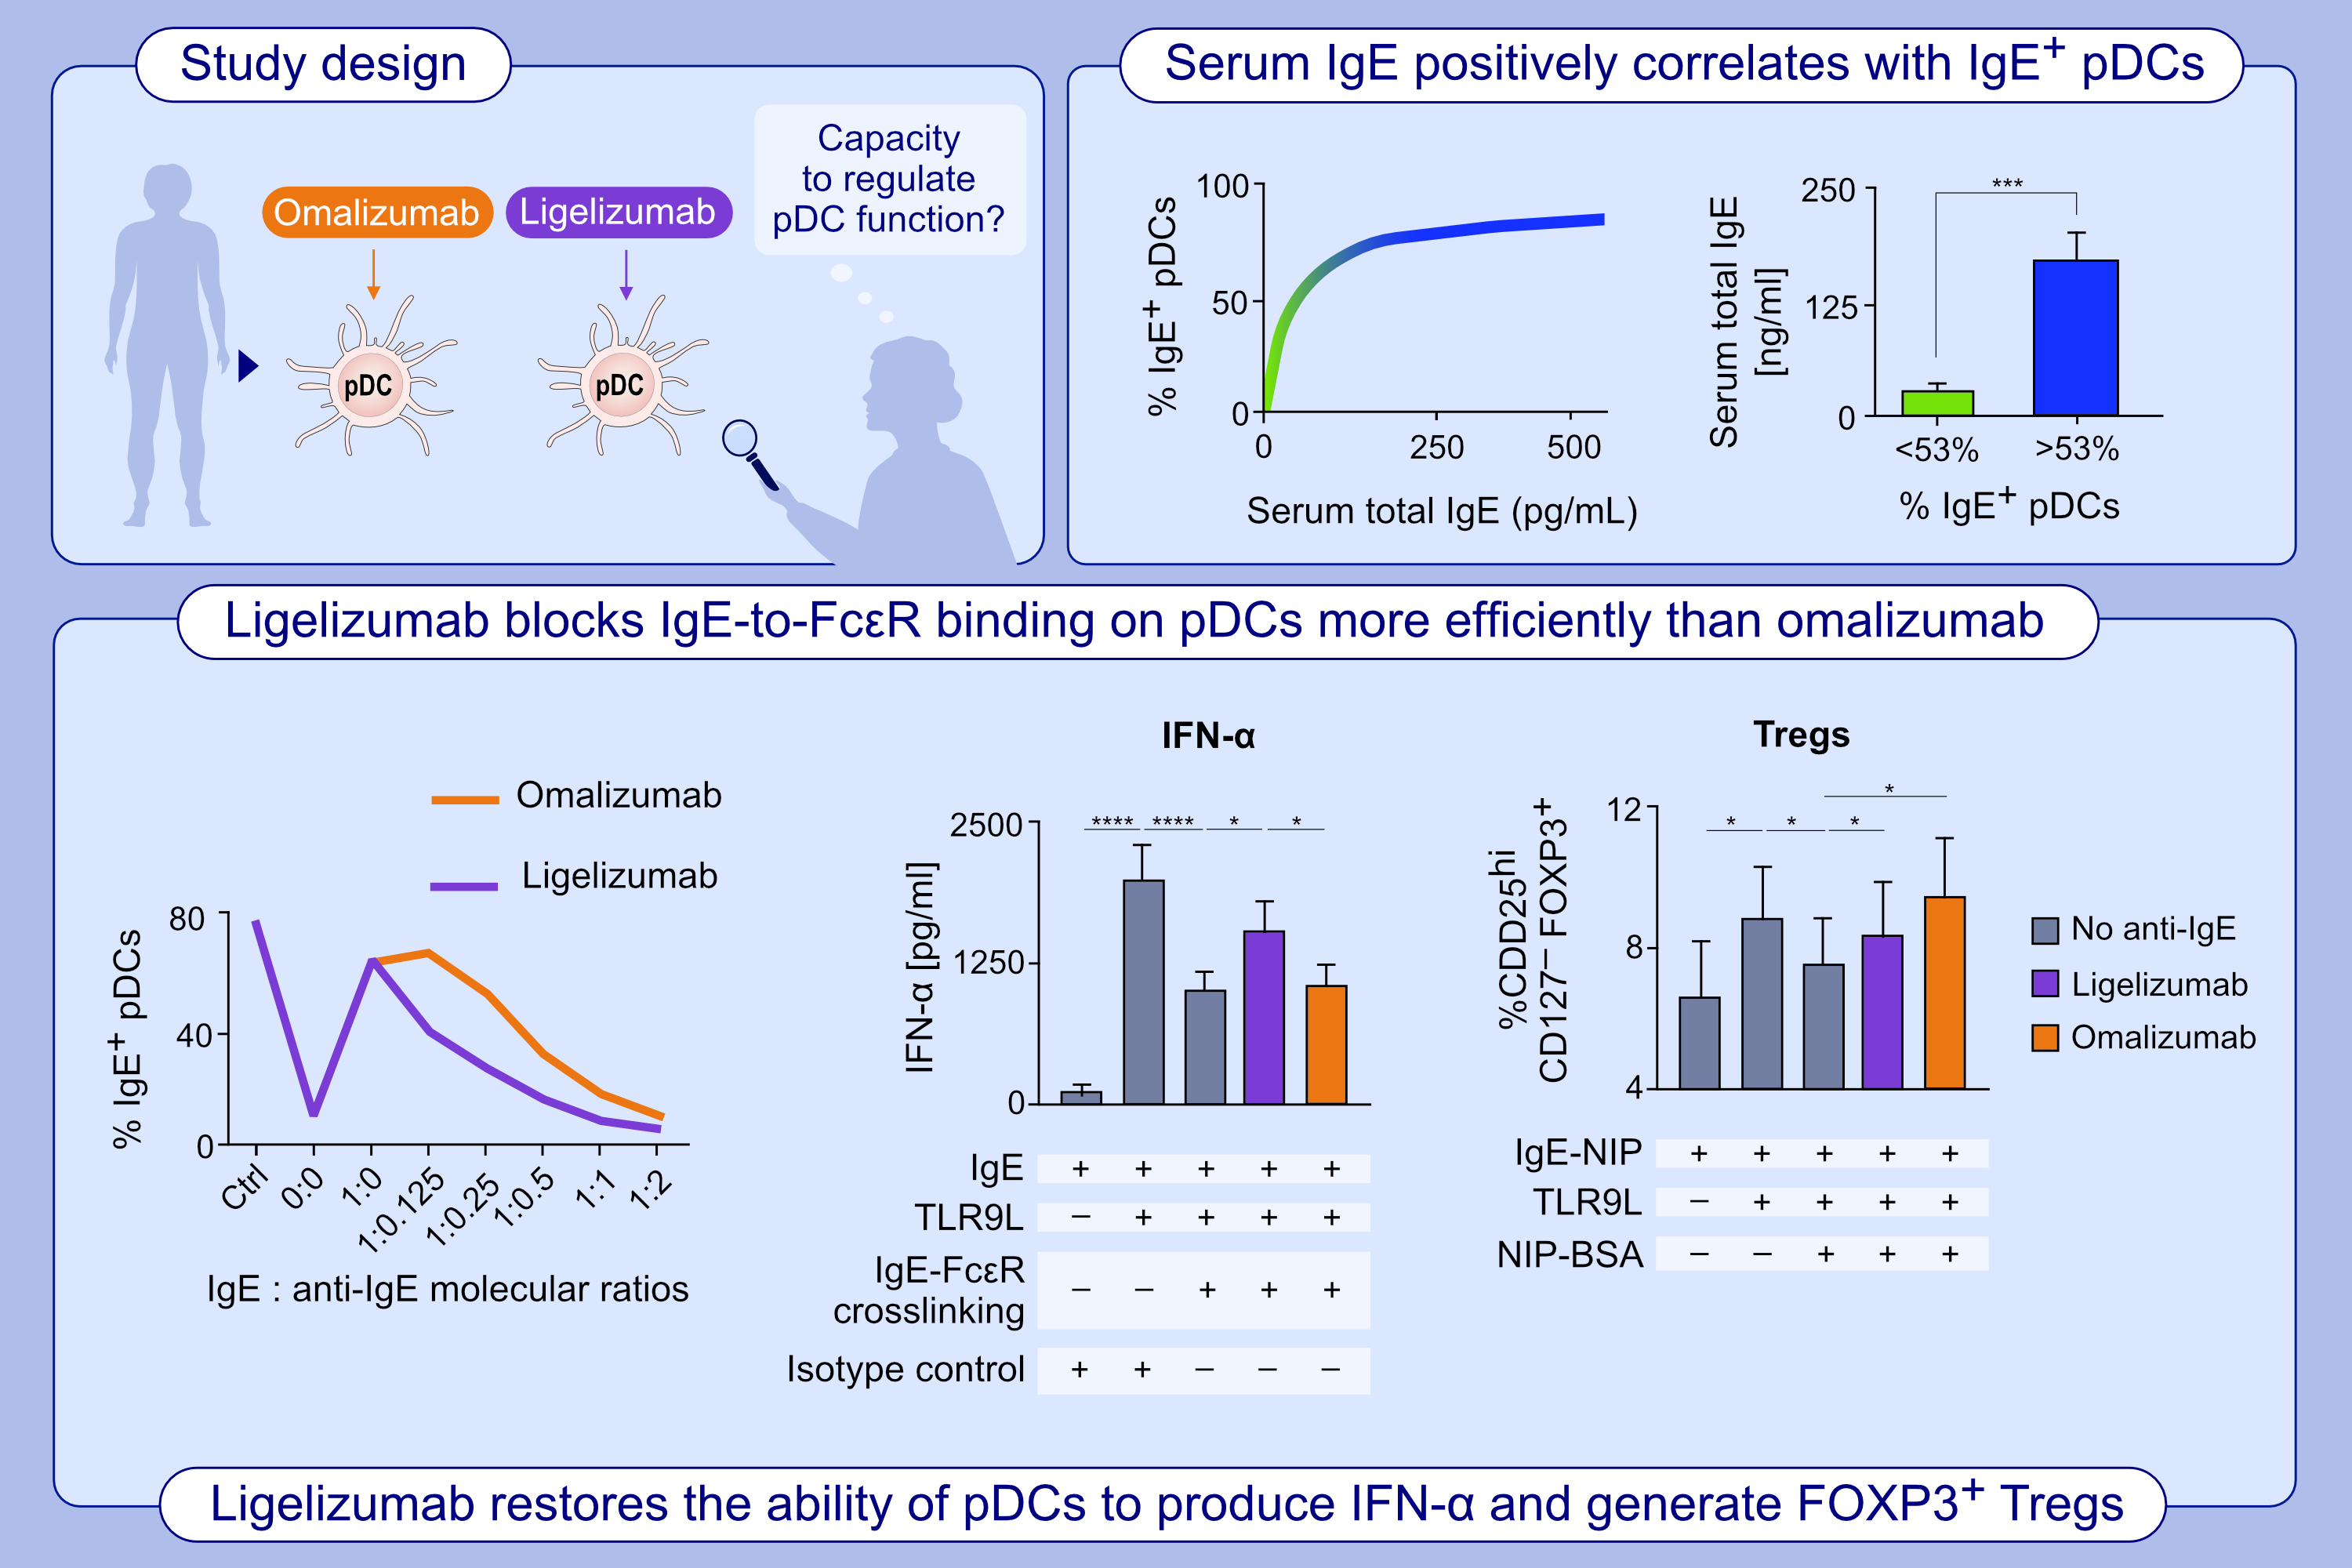 Study design
Omalizumab
Ligelizumab
Capacity
to regulate
pDC function?
pDC
pDC
Serum IgE positively correlates with IgE⁺ pDCs
% IgE⁺ pDCs
100
50
0
0 250 500
Serum total IgE (pg/mL)
Serum total IgE
[ng/ml]
250
125
0
***
<53% >53%
% IgE⁺ pDCs
Ligelizumab blocks IgE-to-FcεR binding on pDCs more efficiently than omalizumab
Omalizumab
Ligelizumab
% IgE⁺ pDCs
80
40
0
Ctrl 0:0 1:0 1:0.125 1:0.25 1:0.5 1:1 1:2
IgE : anti-IgE molecular ratios
IFN-α
IFN-α [pg/ml]
2500
1250
0
**** **** * *
IgE + + + + +
TLR9L – + + + +
IgE-FcεR
crosslinking – – + + +
Isotype control + + – – –
Tregs
%CDD25ʰⁱ
CD127⁻ FOXP3⁺
12
8
4
*
* * *
IgE-NIP + + + + +
TLR9L – + + + +
NIP-BSA – – + + +
No anti-IgE
Ligelizumab
Omalizumab
Ligelizumab restores the ability of pDCs to produce IFN-α and generate FOXP3⁺ Tregs